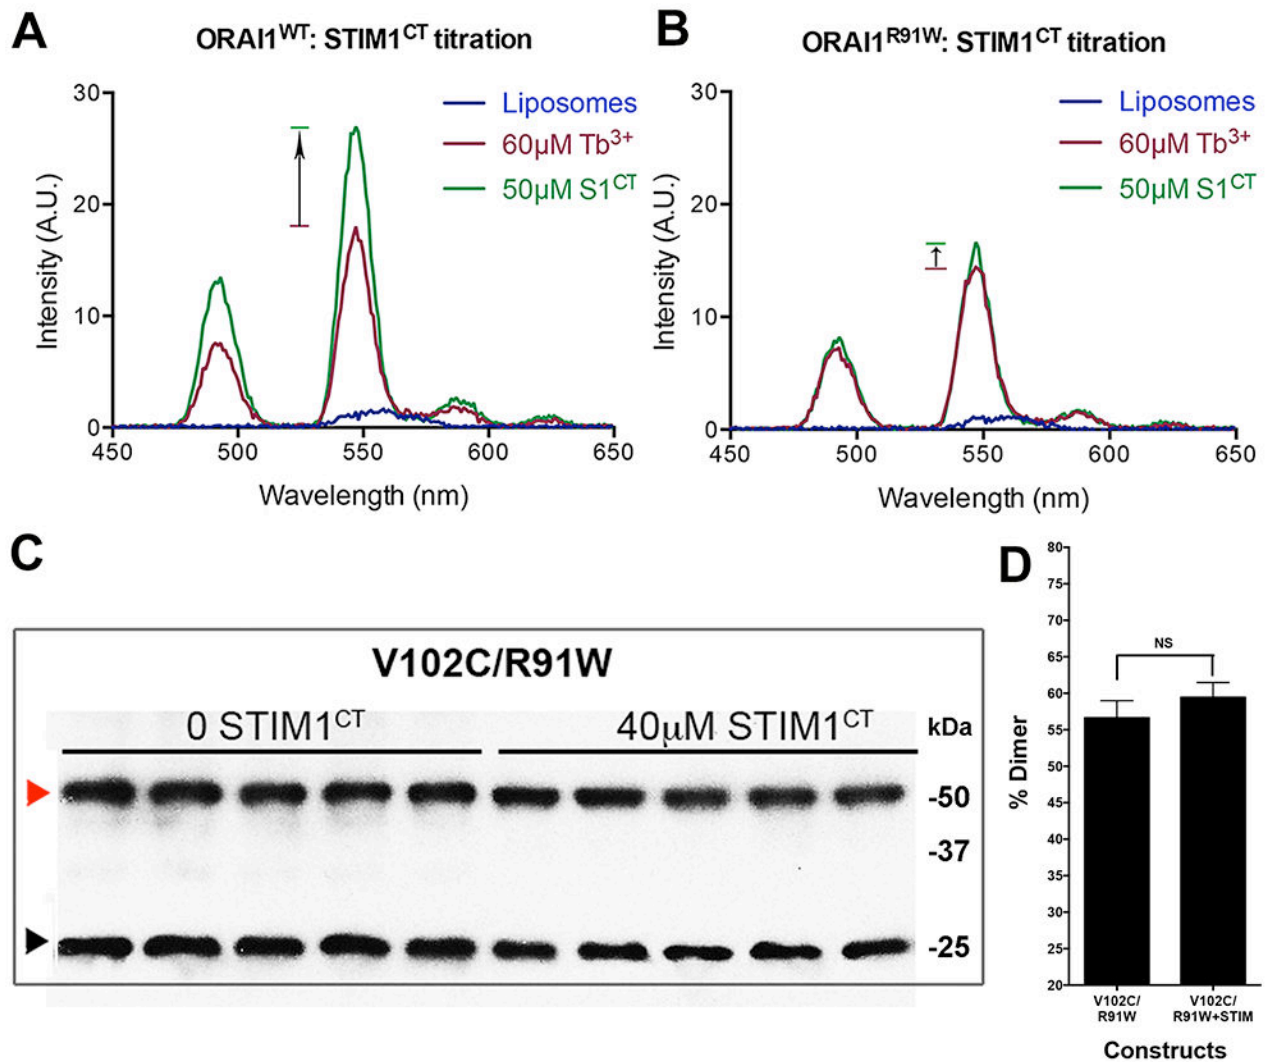 A
ORAI1WT: STIM1CT titration
30
20
10
0
450
500
550
600
650
Intensity (A.U.)
Wavelength (nm)
Liposomes
60µM Tb3+
50µM S1CT
B
ORAI1R91W: STIM1CT titration
30
20
10
0
450
500
550
600
650
Intensity (A.U.)
Wavelength (nm)
Liposomes
60µM Tb3+
50µM S1CT
C
V102C/R91W
0 STIM1CT
40µM STIM1CT
kDa
-50
-37
-25
D
80
75
70
65
60
55
50
45
40
35
30
25
20
% Dimer
NS
V102C/
R91W
V102C/
R91W+STIM
Constructs